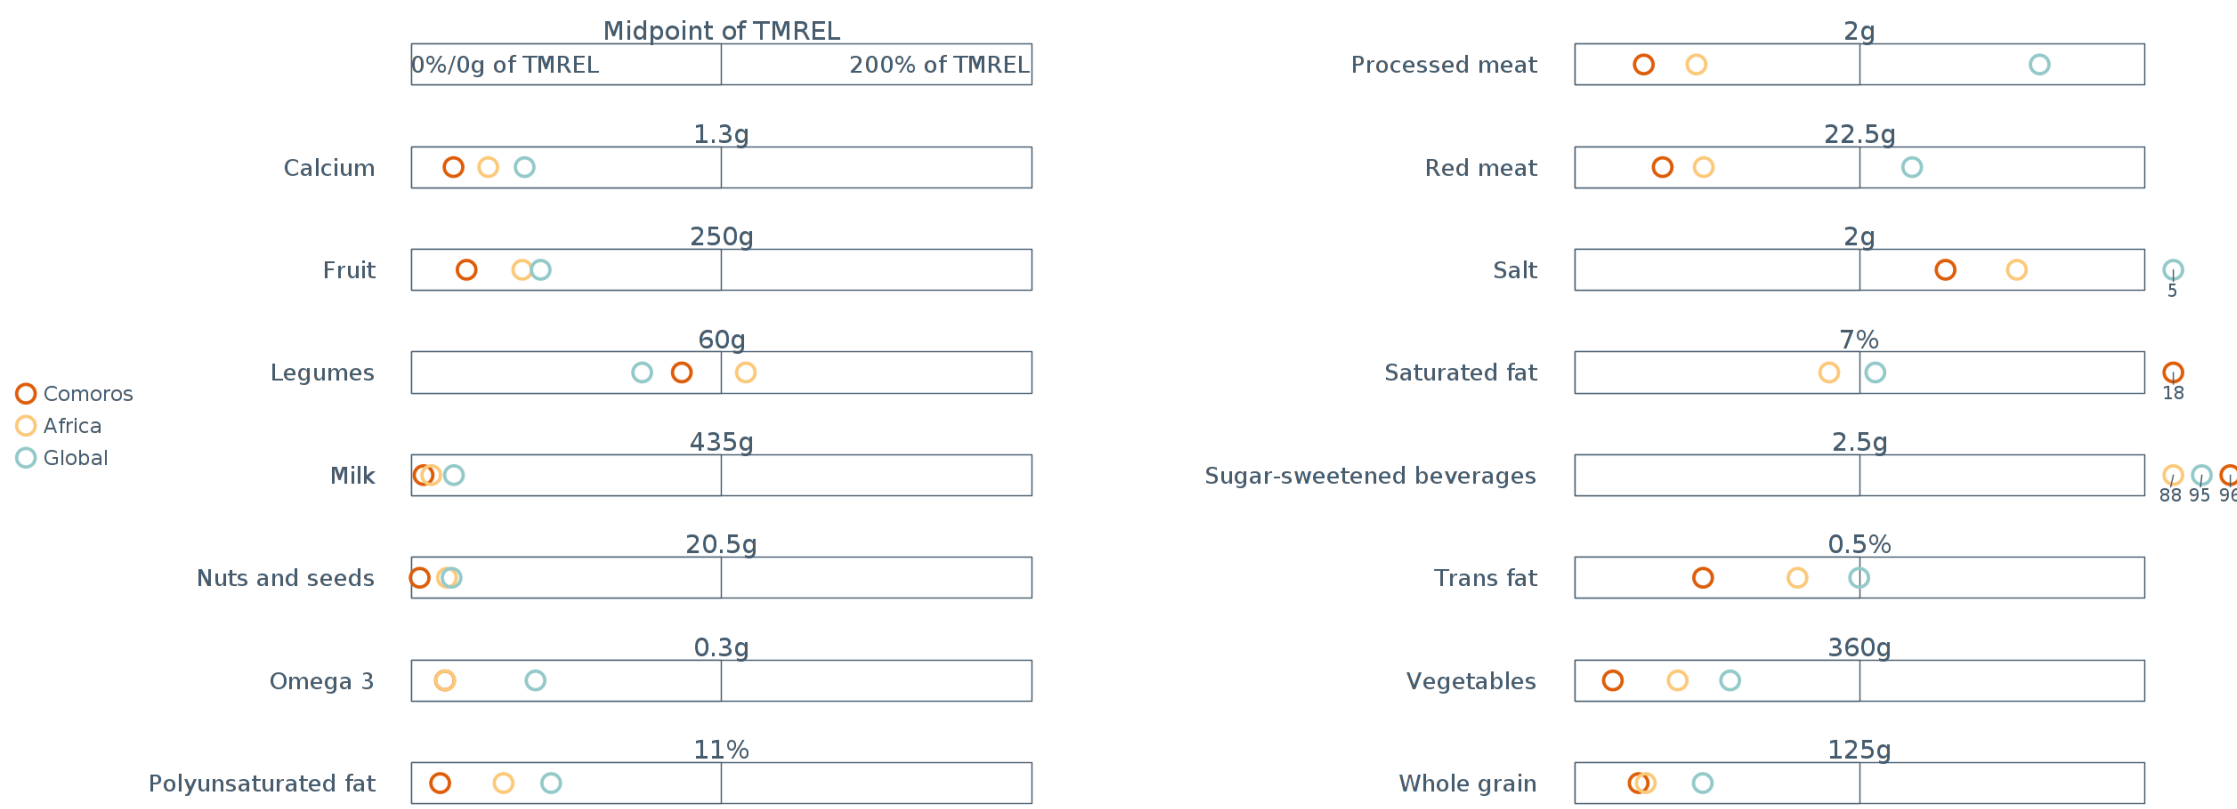 Midpoint of TMREL
0%/0g of TMREL
200% of TMREL
1.3g
Calcium
250g
Fruit
60g
Legumes
435g
Milk
20.5g
Nuts and seeds
0.3g
Omega 3
11%
Polyunsaturated fat
Comoros
Africa
Global
2g
Processed meat
22.5g
Red meat
2g
Salt
5
7%
Saturated fat
18
2.5g
Sugar-sweetened beverages
88 95 96
0.5%
Trans fat
360g
Vegetables
125g
Whole grain